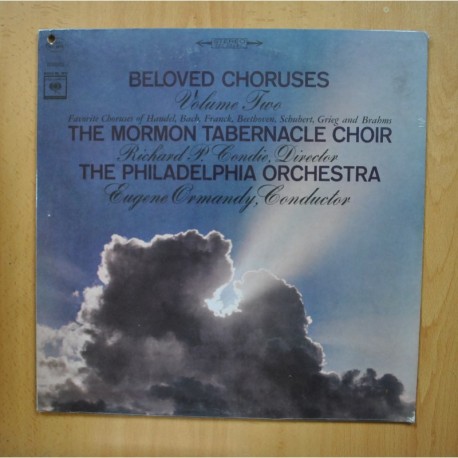 BELOVED CHORUSES
Volume Two
Favorite Choruses of Handel, Bach, Franck, Beethoven, Schubert, Grieg and Brahms
THE MORMON TABERNACLE CHOIR
Richard P. Condie, Director
THE PHILADELPHIA ORCHESTRA
Eugene Ormandy, Conductor